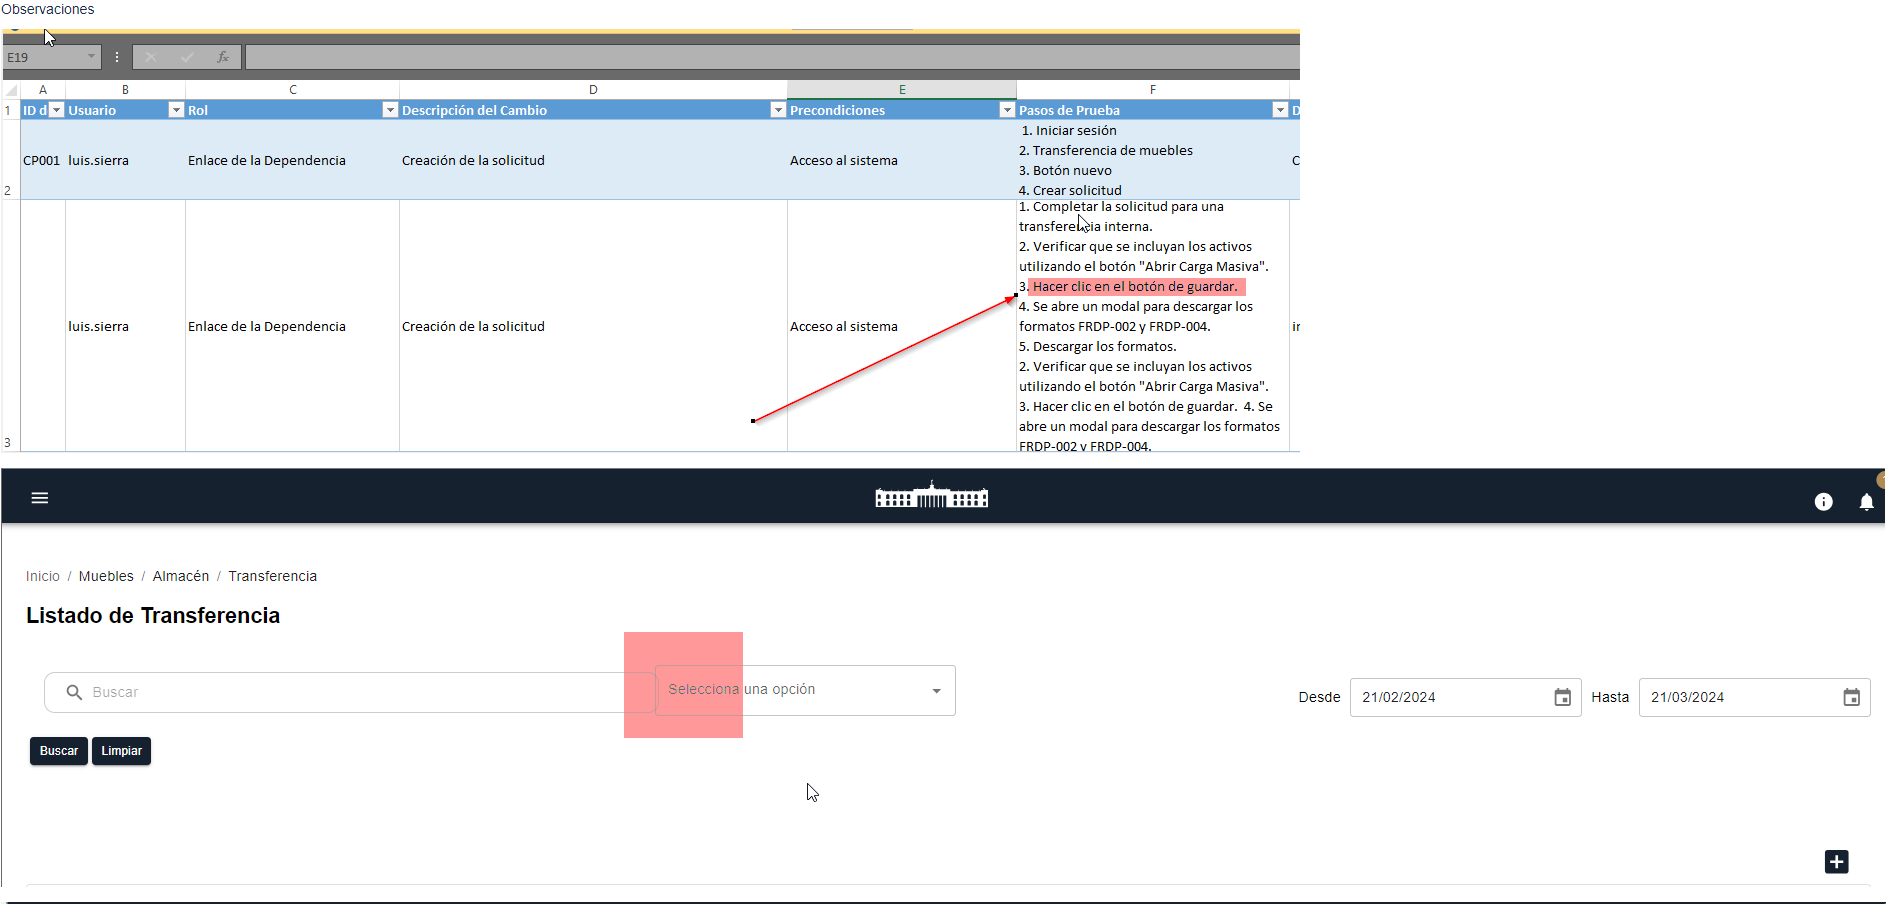 Observaciones
E19
fx
A B C D E F
1 ID d Usuario Rol Descripción del Cambio Precondiciones Pasos de Prueba D
2 CP001 luis.sierra Enlace de la Dependencia Creación de la solicitud Acceso al sistema
1. Iniciar sesión
2. Transferencia de muebles
3. Botón nuevo
4. Crear solicitud
C
3 luis.sierra Enlace de la Dependencia Creación de la solicitud Acceso al sistema
1. Completar la solicitud para una
transferencia interna.
2. Verificar que se incluyan los activos
utilizando el botón "Abrir Carga Masiva".
3. Hacer clic en el botón de guardar.
4. Se abre un modal para descargar los
formatos FRDP-002 y FRDP-004.
5. Descargar los formatos.
2. Verificar que se incluyan los activos
utilizando el botón "Abrir Carga Masiva".
3. Hacer clic en el botón de guardar. 4. Se
abre un modal para descargar los formatos
FRDP-002 y FRDP-004.
Inicio / Muebles / Almacén / Transferencia
Listado de Transferencia
Buscar
Selecciona una opción
Desde 21/02/2024 Hasta 21/03/2024
Buscar Limpiar